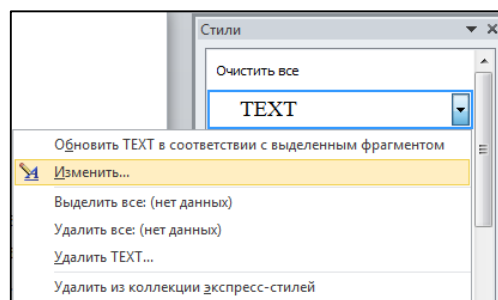 Стили
Очистить все
TEXT
Обновить TEXT в соответствии с выделенным фрагментом
Изменить...
Выделить все: (нет данных)
Удалить все: (нет данных)
Удалить TEXT...
Удалить из коллекции экспресс-стилей